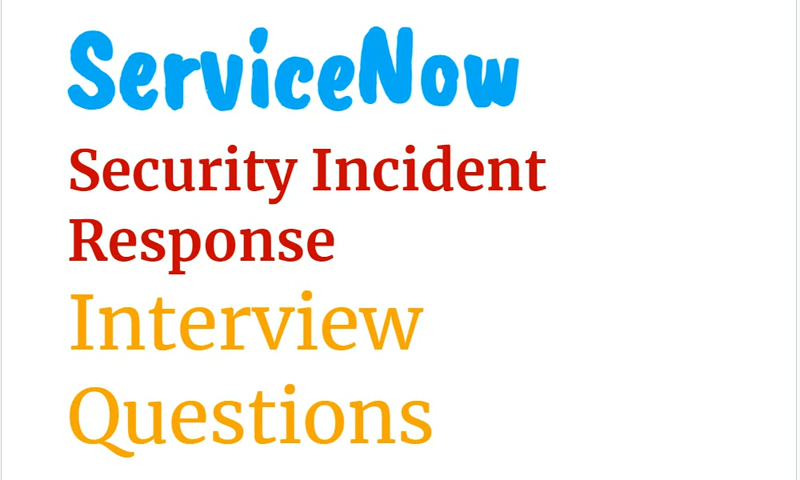 ServiceNow
Security Incident
Response
Interview
Questions